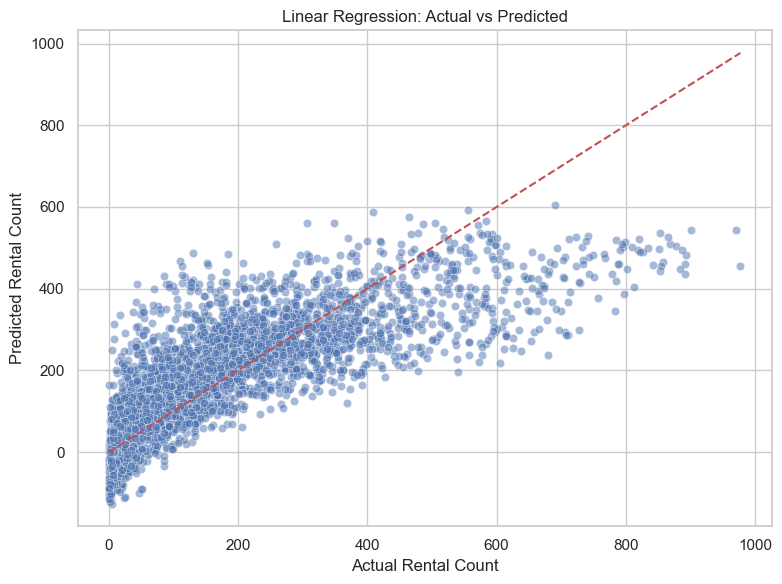 Linear Regression: Actual vs Predicted
1000
800
600
400
200
0
Predicted Rental Count
0 200 400 600 800 1000
Actual Rental Count